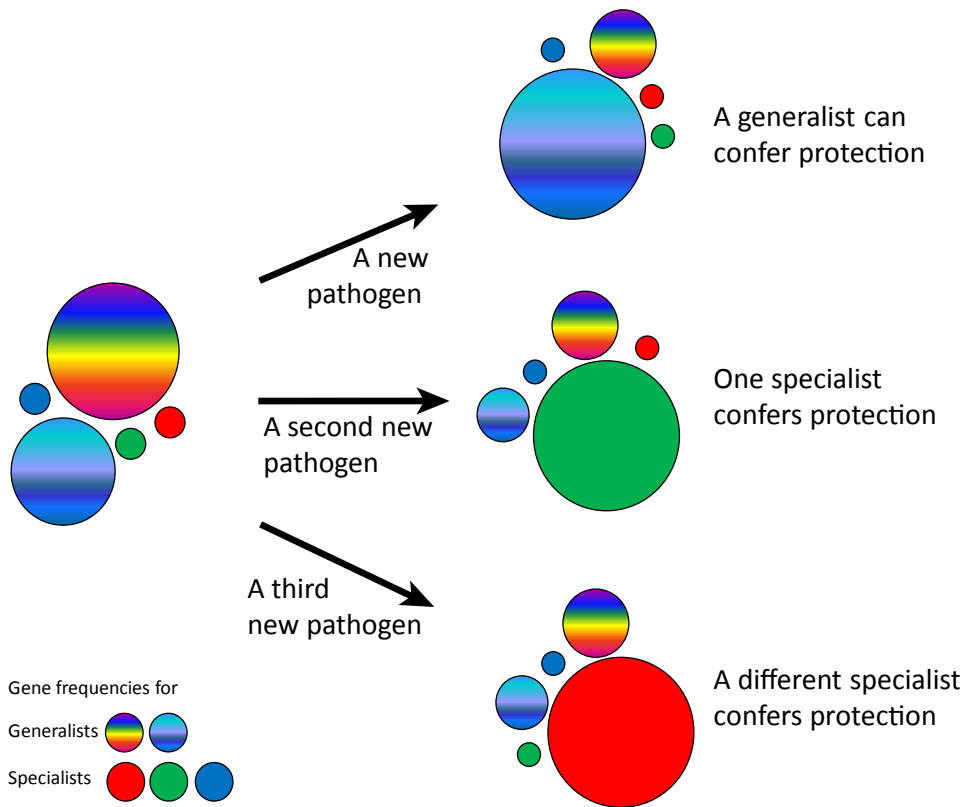 A generalist can
confer protection
A new
pathogen
One specialist
confers protection
A second new
pathogen
A third
new pathogen
A different specialist
confers protection
Gene frequencies for
Generalists
Specialists